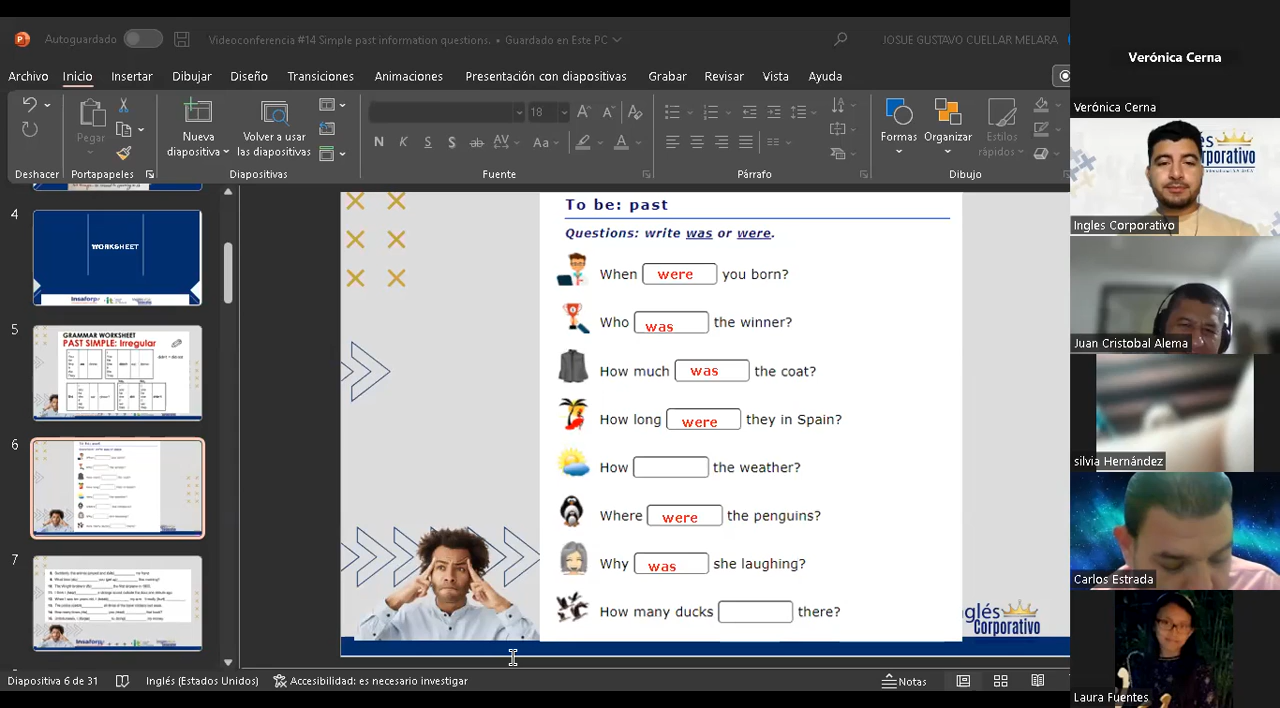 Autoguardado
Videoconferencia #14 Simple past information questions. • Guardado en Este PC
JOSUE GUSTAVO CUELLAR MELARA
Archivo Inicio Insertar Dibujar Diseño Transiciones Animaciones Presentación con diapositivas Grabar Revisar Vista Ayuda
Pegar
Nueva diapositiva
Volver a usar las diapositivas
18
N K S S ab AV Aa A
Formas Organizar Estilos rápidos
Deshacer Portapapeles Diapositivas Fuente Párrafo Dibujo
4
WORKSHEET
5
GRAMMAR WORKSHEET
PAST SIMPLE: Irregular
6
7
To be: past
Questions: write was or were.
When were you born?
Who was the winner?
How much was the coat?
How long were they in Spain?
How the weather?
Where were the penguins?
Why was she laughing?
How many ducks there?
Inglés
Corporativo
Diapositiva 6 de 31
Inglés (Estados Unidos)
Accesibilidad: es necesario investigar
Notas
Verónica Cerna
Verónica Cerna
Ingles Corporativo
Juan Cristobal Alema
silvia Hernández
Carlos Estrada
Laura Fuentes